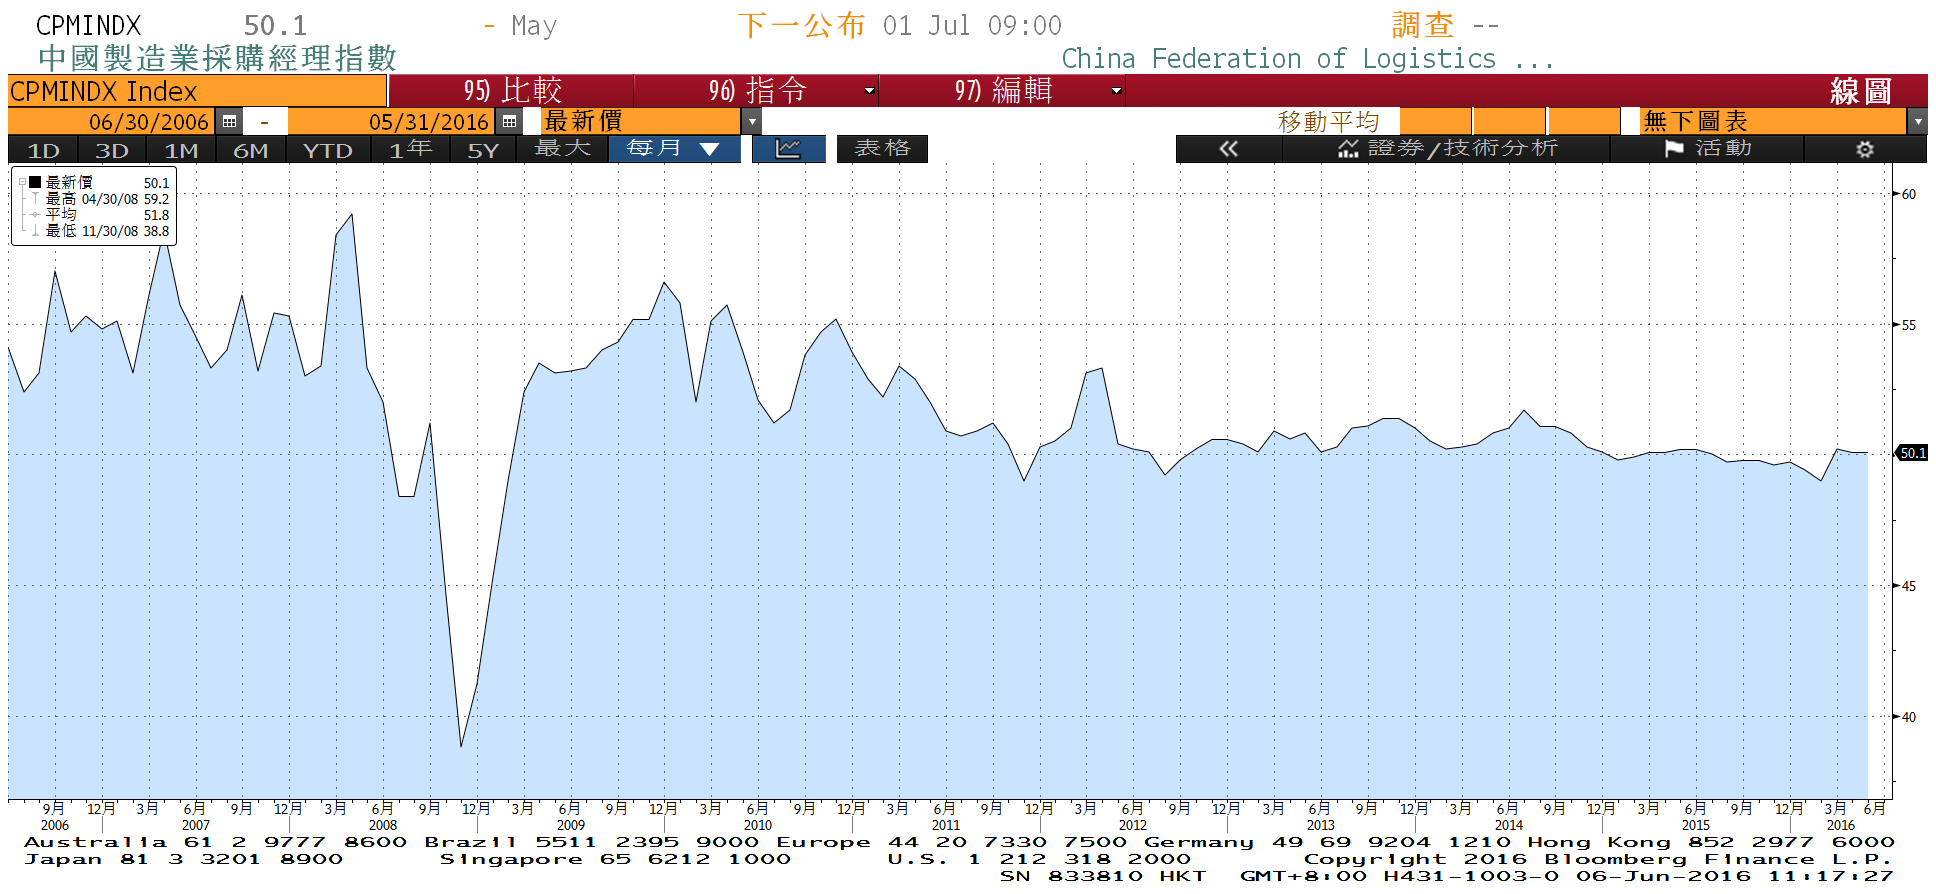 CPMINDX 50.1 - May 下一公布 01 Jul 09:00 調查 --
中國製造業採購經理指數 China Federation of Logistics ...
CPMINDX Index 95) 比較 96) 指令 97) 編輯 線圖
06/30/2006 - 05/31/2016 最新價 移動平均 無下圖表
1D 3D 1M 6M YTD 1年 5Y 最大 每月 表格 « 證券/技術分析 活動
最新價 50.1
最高 04/30/08 59.2
平均 51.8
最低 11/30/08 38.8
60
55
50.1
45
40
9月 12月 3月 6月 9月 12月 3月 6月 9月 12月 3月 6月 9月 12月 3月 6月 9月 12月 3月 6月 9月 12月 3月 6月 9月 12月 3月 6月 9月 12月 3月 6月 9月 12月 3月 6月 9月 12月 3月 6月
2006 2007 2008 2009 2010 2011 2012 2013 2014 2015 2016
Australia 61 2 9777 8600 Brazil 5511 2395 9000 Europe 44 20 7330 7500 Germany 49 69 9204 1210 Hong Kong 852 2977 6000
Japan 81 3 3201 8900 Singapore 65 6212 1000 U.S. 1 212 318 2000 Copyright 2016 Bloomberg Finance L.P.
SN 833810 HKT GMT+8:00 H431-1003-0 06-Jun-2016 11:17:27